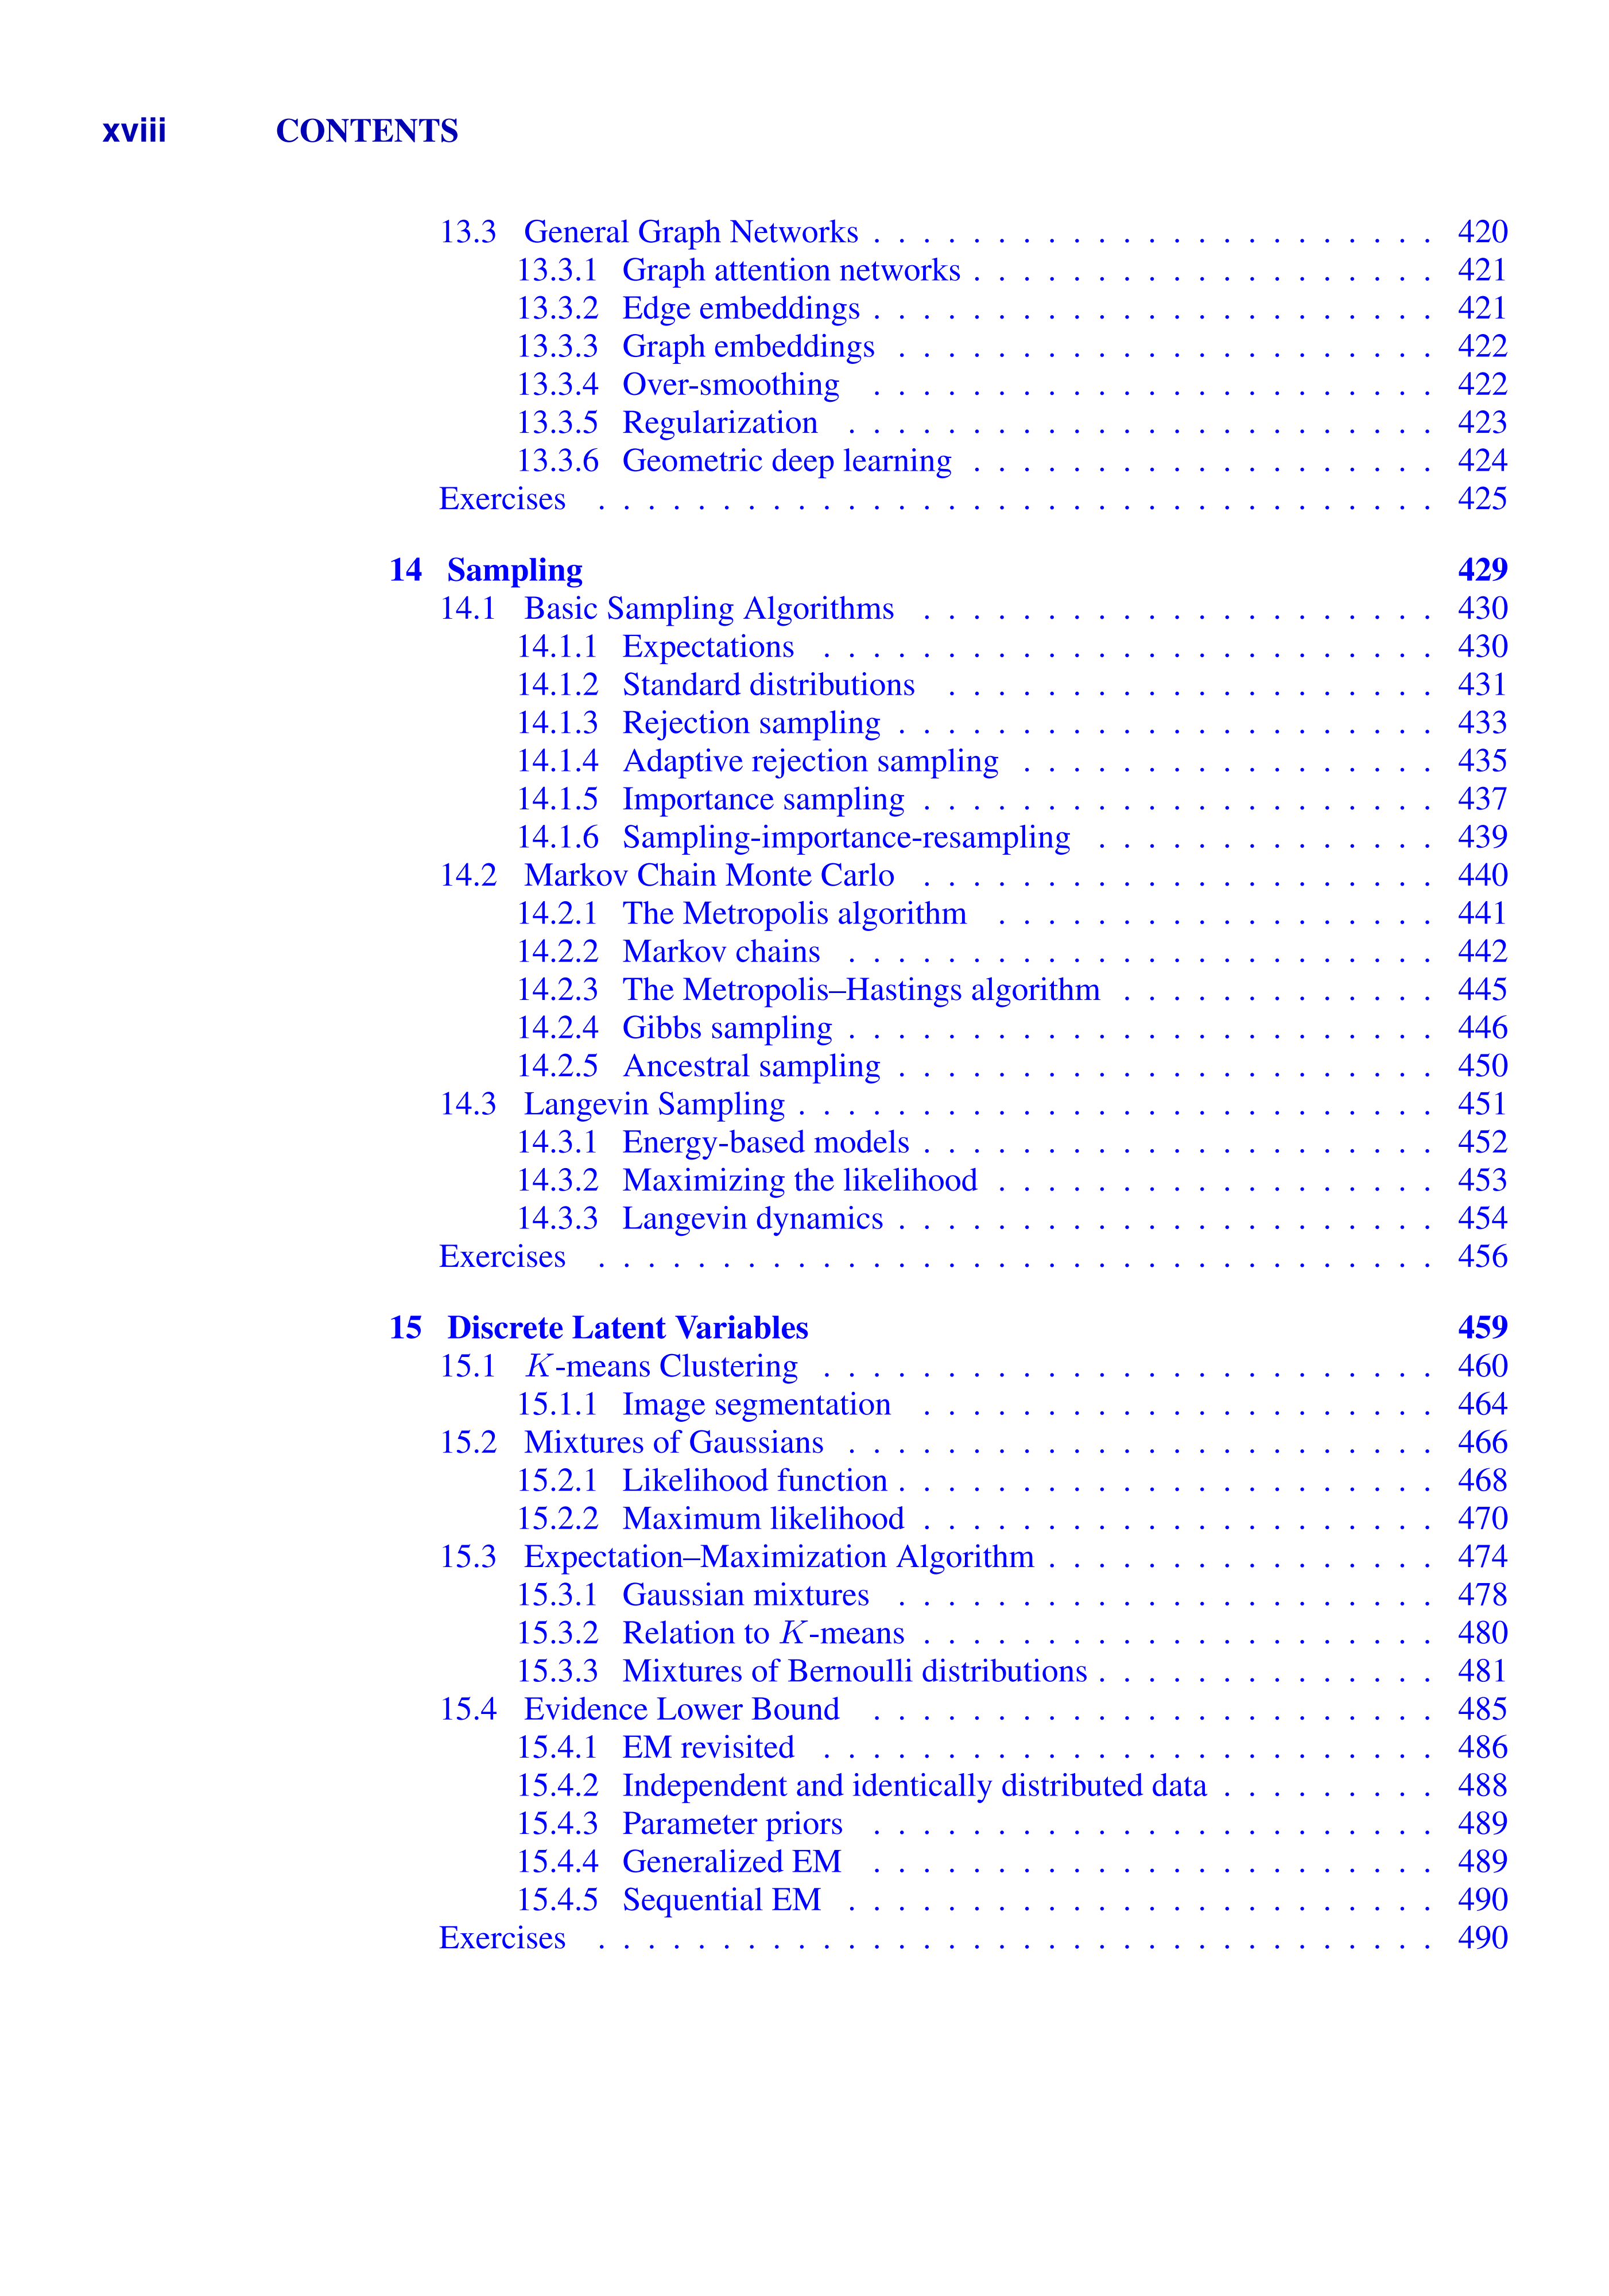 xviii CONTENTS
13.3 General Graph Networks . . . . . . . . . . . . . . . . . . . . . . . 420
13.3.1 Graph attention networks . . . . . . . . . . . . . . . . . . . 421
13.3.2 Edge embeddings . . . . . . . . . . . . . . . . . . . . . . . 421
13.3.3 Graph embeddings . . . . . . . . . . . . . . . . . . . . . . 422
13.3.4 Over-smoothing . . . . . . . . . . . . . . . . . . . . . . . 422
13.3.5 Regularization . . . . . . . . . . . . . . . . . . . . . . . . 423
13.3.6 Geometric deep learning . . . . . . . . . . . . . . . . . . . 424
Exercises . . . . . . . . . . . . . . . . . . . . . . . . . . . . . . . . . . 425
14 Sampling 429
14.1 Basic Sampling Algorithms . . . . . . . . . . . . . . . . . . . . . 430
14.1.1 Expectations . . . . . . . . . . . . . . . . . . . . . . . . . 430
14.1.2 Standard distributions . . . . . . . . . . . . . . . . . . . . 431
14.1.3 Rejection sampling . . . . . . . . . . . . . . . . . . . . . . 433
14.1.4 Adaptive rejection sampling . . . . . . . . . . . . . . . . . 435
14.1.5 Importance sampling . . . . . . . . . . . . . . . . . . . . . 437
14.1.6 Sampling-importance-resampling . . . . . . . . . . . . . . 439
14.2 Markov Chain Monte Carlo . . . . . . . . . . . . . . . . . . . . . 440
14.2.1 The Metropolis algorithm . . . . . . . . . . . . . . . . . . 441
14.2.2 Markov chains . . . . . . . . . . . . . . . . . . . . . . . . 442
14.2.3 The Metropolis–Hastings algorithm . . . . . . . . . . . . . 445
14.2.4 Gibbs sampling . . . . . . . . . . . . . . . . . . . . . . . . 446
14.2.5 Ancestral sampling . . . . . . . . . . . . . . . . . . . . . . 450
14.3 Langevin Sampling . . . . . . . . . . . . . . . . . . . . . . . . . . 451
14.3.1 Energy-based models . . . . . . . . . . . . . . . . . . . . . 452
14.3.2 Maximizing the likelihood . . . . . . . . . . . . . . . . . . 453
14.3.3 Langevin dynamics . . . . . . . . . . . . . . . . . . . . . . 454
Exercises . . . . . . . . . . . . . . . . . . . . . . . . . . . . . . . . . . 456
15 Discrete Latent Variables 459
15.1 K-means Clustering . . . . . . . . . . . . . . . . . . . . . . . . . 460
15.1.1 Image segmentation . . . . . . . . . . . . . . . . . . . . . 464
15.2 Mixtures of Gaussians . . . . . . . . . . . . . . . . . . . . . . . . 466
15.2.1 Likelihood function . . . . . . . . . . . . . . . . . . . . . . 468
15.2.2 Maximum likelihood . . . . . . . . . . . . . . . . . . . . . 470
15.3 Expectation–Maximization Algorithm . . . . . . . . . . . . . . . . 474
15.3.1 Gaussian mixtures . . . . . . . . . . . . . . . . . . . . . . 478
15.3.2 Relation to K-means . . . . . . . . . . . . . . . . . . . . . 480
15.3.3 Mixtures of Bernoulli distributions . . . . . . . . . . . . . . 481
15.4 Evidence Lower Bound . . . . . . . . . . . . . . . . . . . . . . . 485
15.4.1 EM revisited . . . . . . . . . . . . . . . . . . . . . . . . . 486
15.4.2 Independent and identically distributed data . . . . . . . . . 488
15.4.3 Parameter priors . . . . . . . . . . . . . . . . . . . . . . . 489
15.4.4 Generalized EM . . . . . . . . . . . . . . . . . . . . . . . 489
15.4.5 Sequential EM . . . . . . . . . . . . . . . . . . . . . . . . 490
Exercises . . . . . . . . . . . . . . . . . . . . . . . . . . . . . . . . . . 490